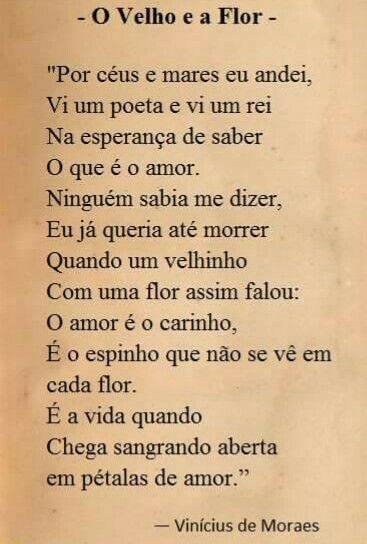 - O Velho e a Flor -
"Por céus e mares eu andei,
Vi um poeta e vi um rei
Na esperança de saber
O que é o amor.
Ninguém sabia me dizer,
Eu já queria até morrer
Quando um velhinho
Com uma flor assim falou:
O amor é o carinho,
É o espinho que não se vê em
cada flor.
É a vida quando
Chega sangrando aberta
em pétalas de amor.”
— Vinícius de Moraes